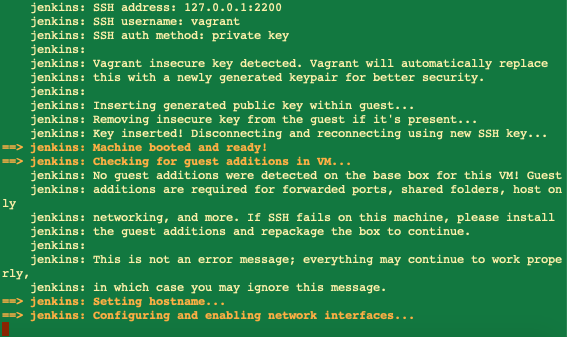 jenkins: SSH address: 127.0.0.1:2200
jenkins: SSH username: vagrant
jenkins: SSH auth method: private key
jenkins:
jenkins: Vagrant insecure key detected. Vagrant will automatically replace
jenkins: this with a newly generated keypair for better security.
jenkins:
jenkins: Inserting generated public key within guest...
jenkins: Removing insecure key from the guest if it's present...
jenkins: Key inserted! Disconnecting and reconnecting using new SSH key...
==> jenkins: Machine booted and ready!
==> jenkins: Checking for guest additions in VM...
jenkins: No guest additions were detected on the base box for this VM! Guest
jenkins: additions are required for forwarded ports, shared folders, host on
ly
jenkins: networking, and more. If SSH fails on this machine, please install
jenkins: the guest additions and repackage the box to continue.
jenkins:
jenkins: This is not an error message; everything may continue to work prope
rly,
jenkins: in which case you may ignore this message.
==> jenkins: Setting hostname...
==> jenkins: Configuring and enabling network interfaces...